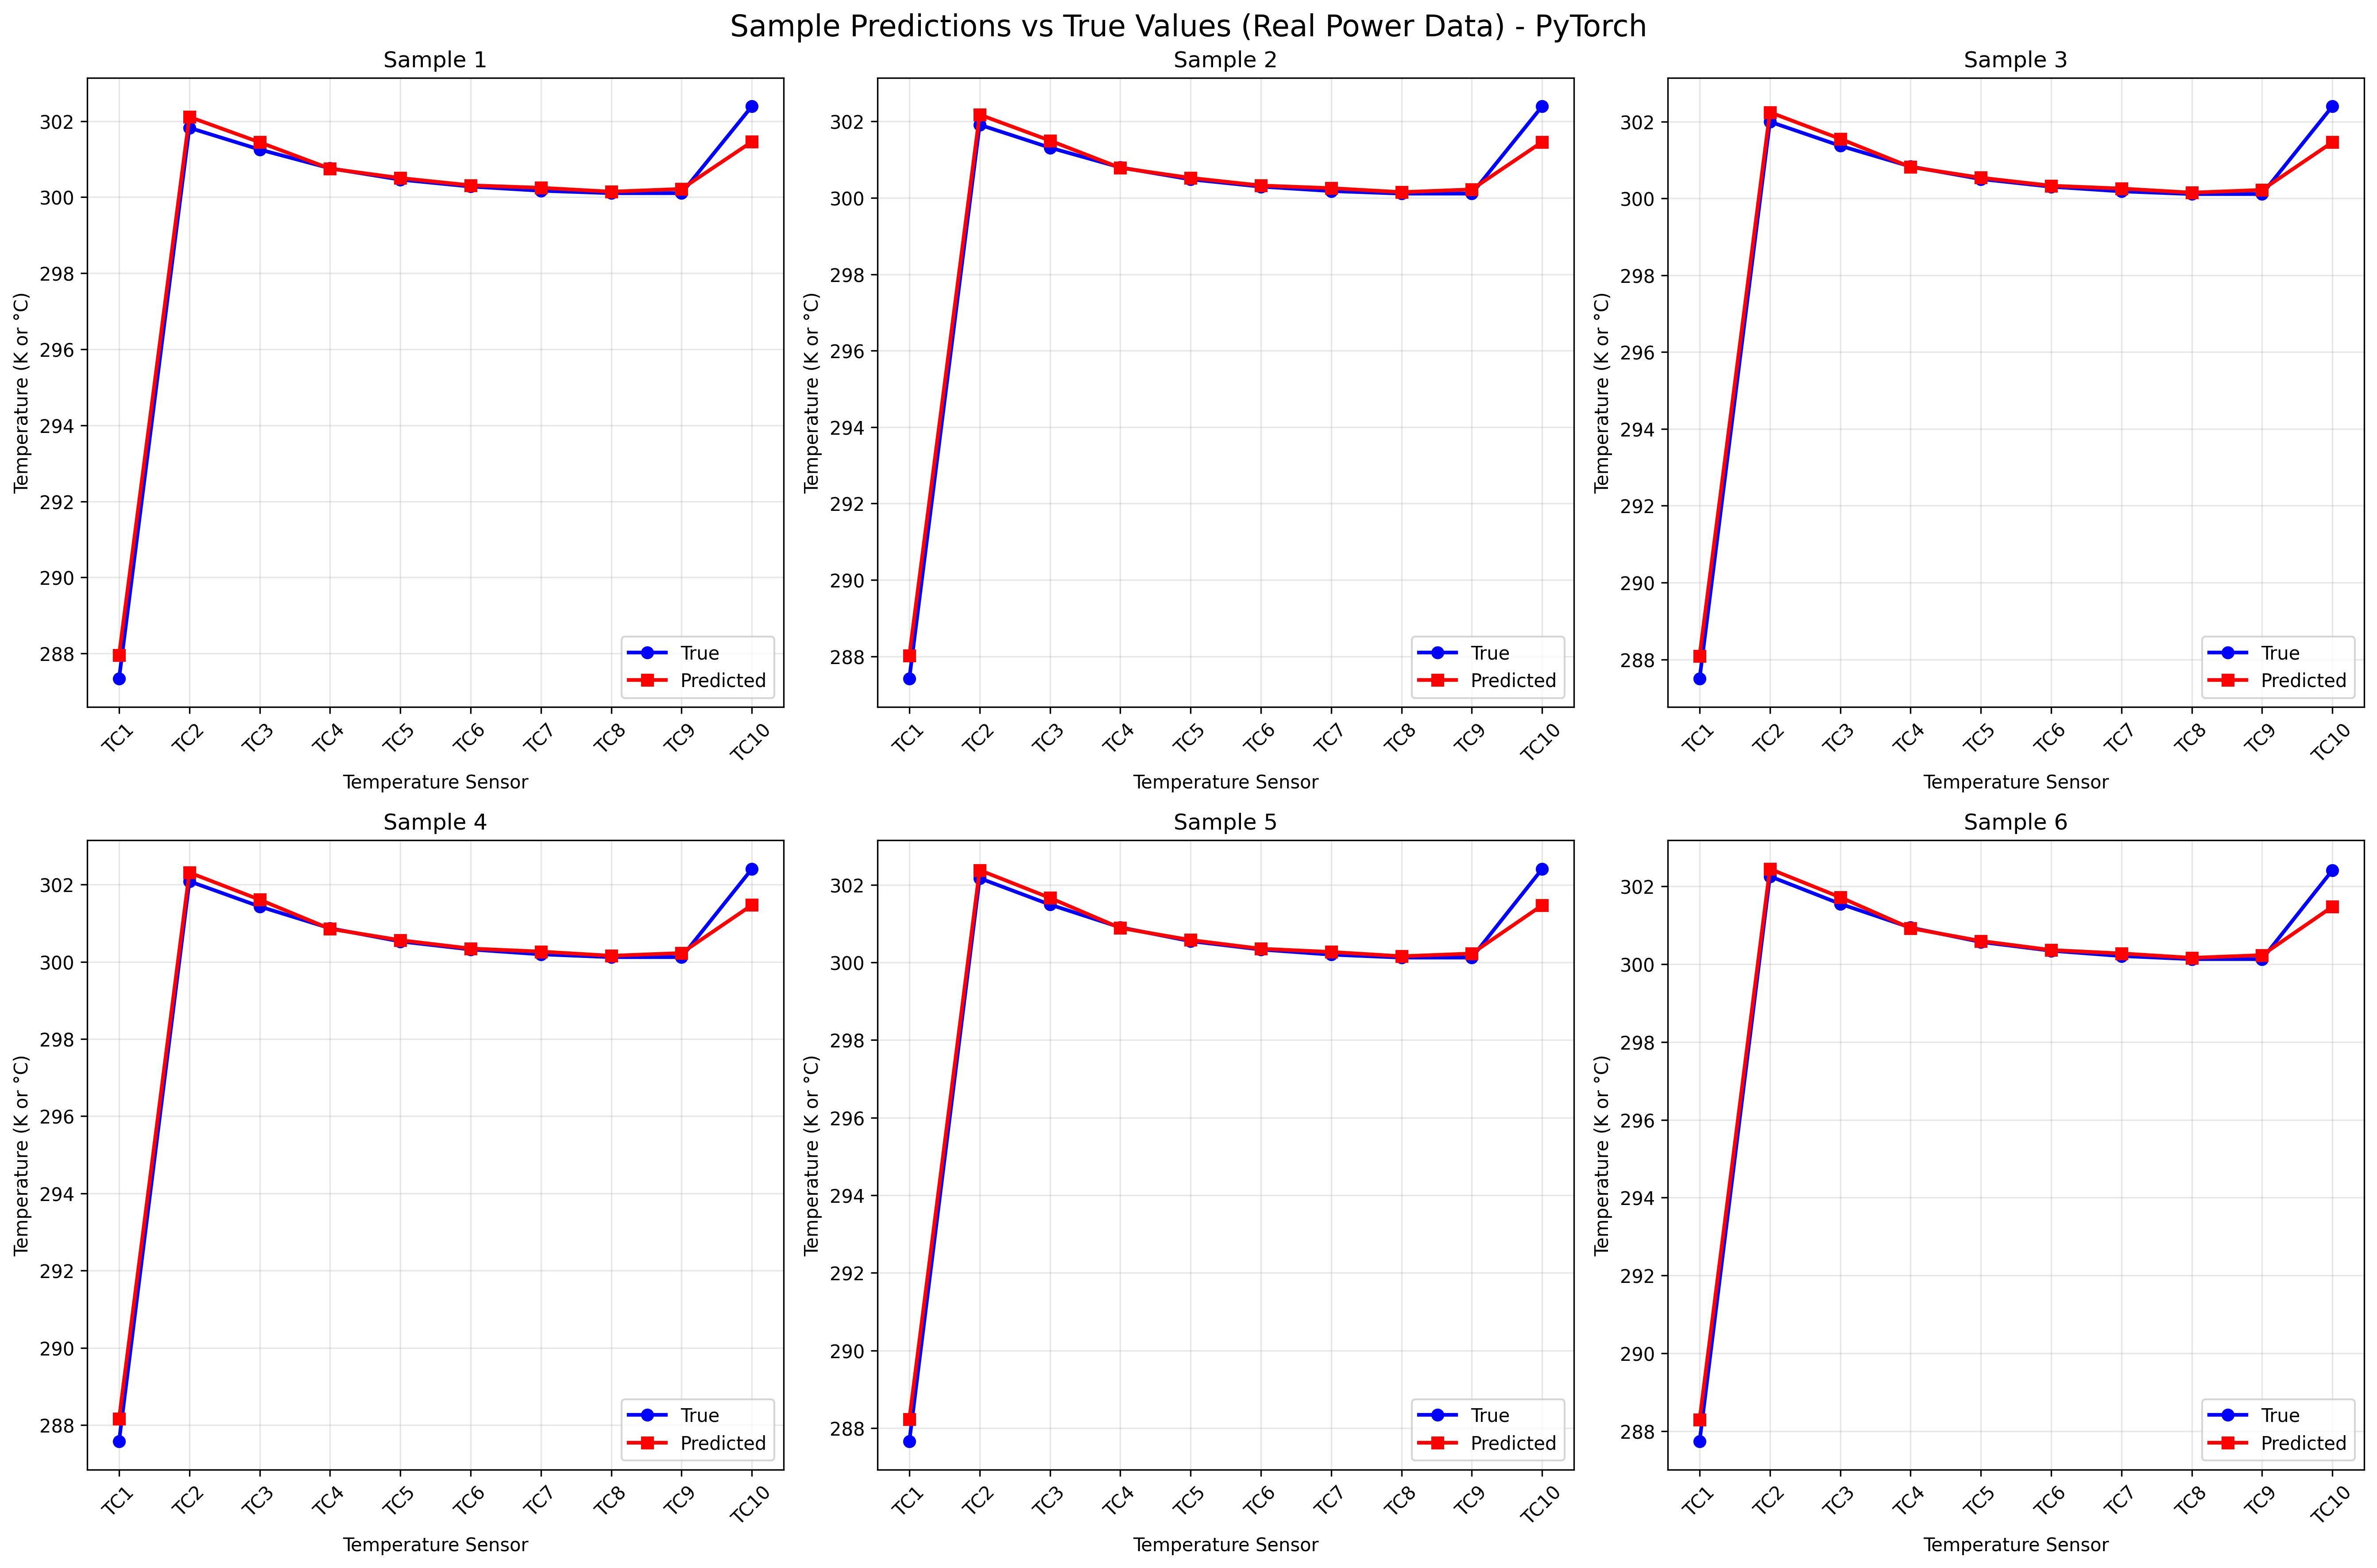 Sample Predictions vs True Values (Real Power Data) - PyTorch
Sample 1
Temperature (K or °C)
302
300
298
296
294
292
290
288
True
Predicted
TC1 TC2 TC3 TC4 TC5 TC6 TC7 TC8 TC9 TC10
Temperature Sensor
Sample 2
Temperature (K or °C)
302
300
298
296
294
292
290
288
True
Predicted
TC1 TC2 TC3 TC4 TC5 TC6 TC7 TC8 TC9 TC10
Temperature Sensor
Sample 3
Temperature (K or °C)
302
300
298
296
294
292
290
288
True
Predicted
TC1 TC2 TC3 TC4 TC5 TC6 TC7 TC8 TC9 TC10
Temperature Sensor
Sample 4
Temperature (K or °C)
302
300
298
296
294
292
290
288
True
Predicted
TC1 TC2 TC3 TC4 TC5 TC6 TC7 TC8 TC9 TC10
Temperature Sensor
Sample 5
Temperature (K or °C)
302
300
298
296
294
292
290
288
True
Predicted
TC1 TC2 TC3 TC4 TC5 TC6 TC7 TC8 TC9 TC10
Temperature Sensor
Sample 6
Temperature (K or °C)
302
300
298
296
294
292
290
288
True
Predicted
TC1 TC2 TC3 TC4 TC5 TC6 TC7 TC8 TC9 TC10
Temperature Sensor